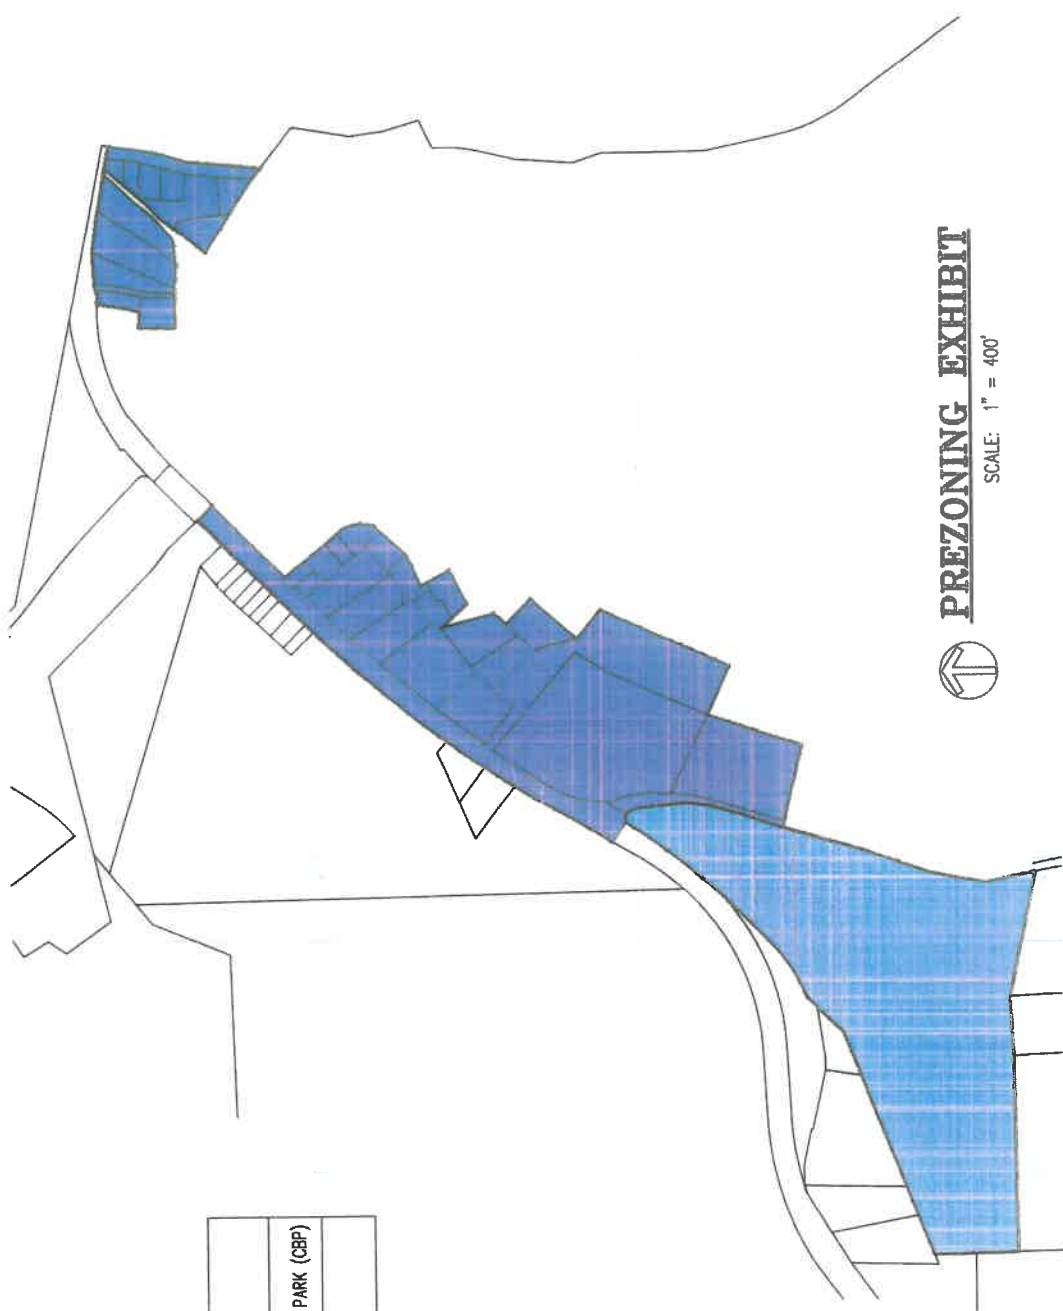 PREZONING EXHIBIT
SCALE: 1" = 400'
PARK (CBP)